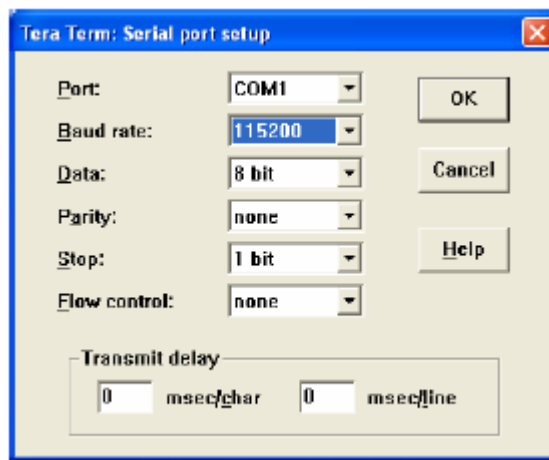 Tera Term: Serial port setup
Port: COM1 OK
Baud rate: 115200
Data: 8 bit Cancel
Parity: none
Stop: 1 bit Help
Flow control: none
Transmit delay
0 msec/char 0 msec/line